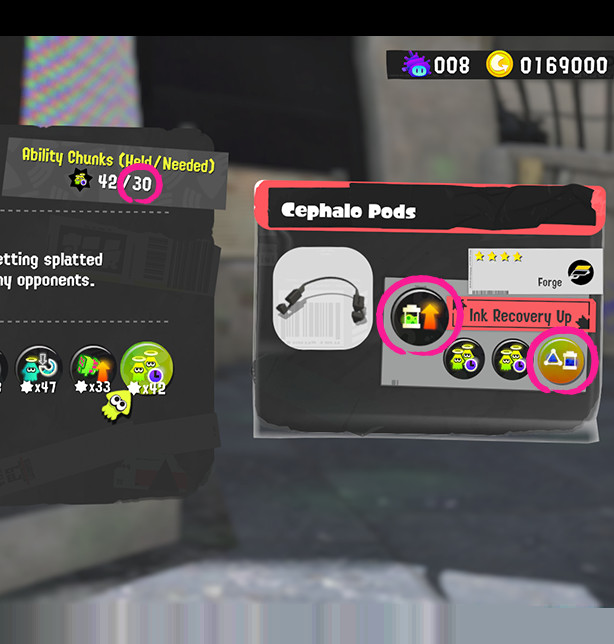 008 0169000
Ability Chunks (Held/Needed)
42/30
Cephalo Pods
etting splatted
ny opponents.
Forge
Ink Recovery Up
x47 x33 x42